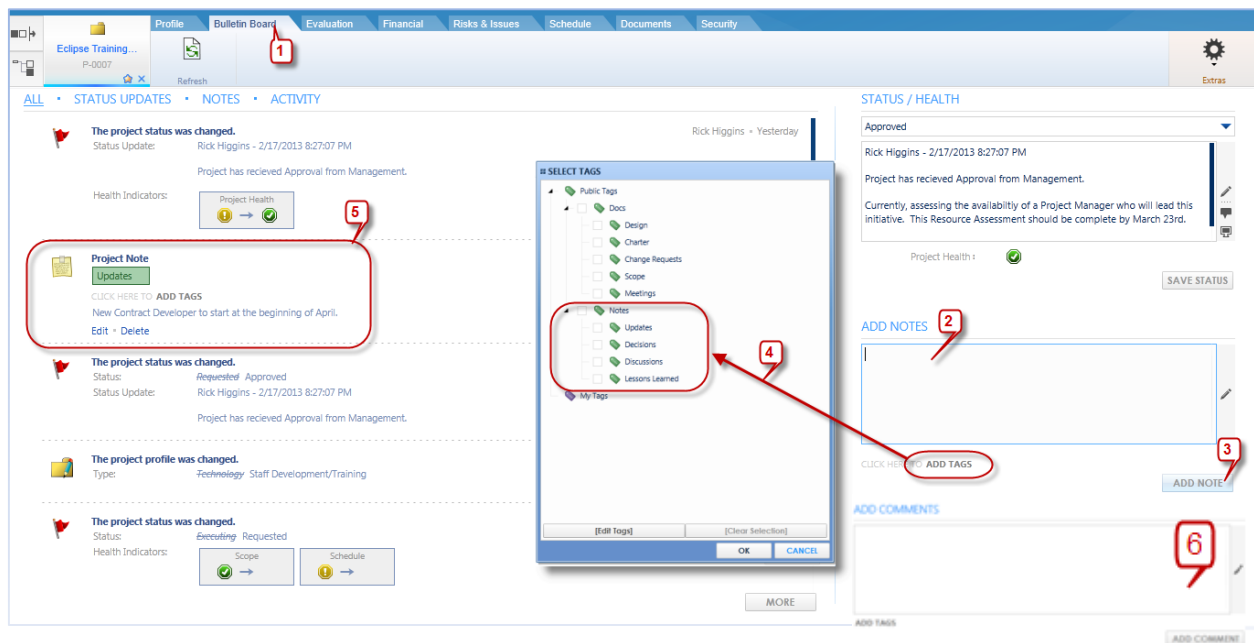 Profile
Bulletin Board
Evaluation
Financial
Risks & Issues
Schedule
Documents
Security
Eclipse Training...
P-0007
Refresh
1
Extras
ALL • STATUS UPDATES • NOTES • ACTIVITY
The project status was changed.
Rick Higgins • Yesterday
Status Update: Rick Higgins - 2/17/2013 8:27:07 PM
Project has recieved Approval from Management.
Health Indicators:
Project Health
5
Project Note
Updates
CLICK HERE TO ADD TAGS
New Contract Developer to start at the beginning of April.
Edit • Delete
The project status was changed.
Status: Requested Approved
Status Update: Rick Higgins - 2/17/2013 8:27:07 PM
Project has recieved Approval from Management.
The project profile was changed.
Type: Technology Staff Development/Training
The project status was changed.
Status: Executing Requested
Health Indicators:
Scope
Schedule
MORE
SELECT TAGS
Public Tags
Docs
Design
Charter
Change Requests
Scope
Meetings
Notes
Updates
Decisions
Discussions
Lessons Learned
My Tags
[Edit Tags]
[Clear Selection]
OK
CANCEL
4
STATUS / HEALTH
Approved
Rick Higgins - 2/17/2013 8:27:07 PM
Project has recieved Approval from Management.
Currently, assessing the availabiltiy of a Project Manager who will lead this
initiative. This Resource Assessment should be complete by March 23rd.
Project Health :
SAVE STATUS
ADD NOTES
2
CLICK HERE TO ADD TAGS
3
ADD NOTE
ADD COMMENTS
6
ADD TAGS
ADD COMMENT